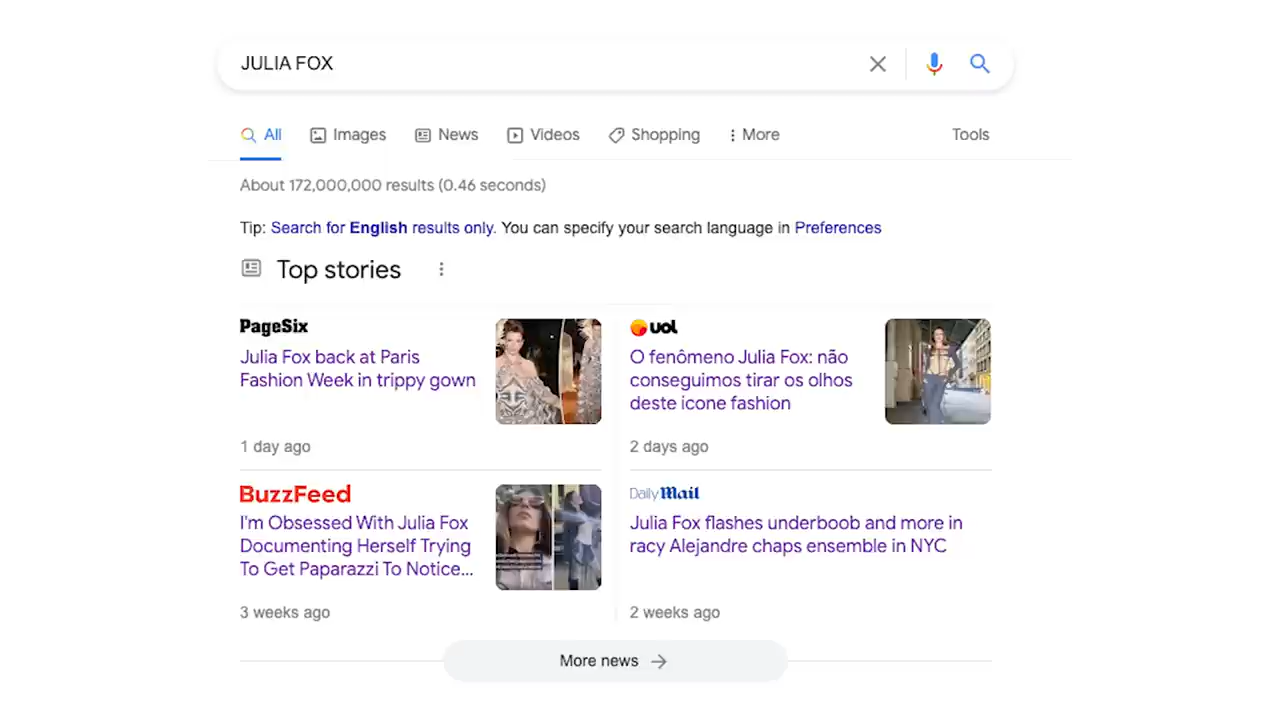 JULIA FOX
All Images News Videos Shopping More Tools
About 172,000,000 results (0.46 seconds)
Tip: Search for English results only. You can specify your search language in Preferences
Top stories
PageSix
Julia Fox back at Paris
Fashion Week in trippy gown
1 day ago
uol
O fenômeno Julia Fox: não
conseguimos tirar os olhos
deste icone fashion
2 days ago
BuzzFeed
I'm Obsessed With Julia Fox
Documenting Herself Trying
To Get Paparazzi To Notice...
3 weeks ago
Daily Mail
Julia Fox flashes underboob and more in
racy Alejandre chaps ensemble in NYC
2 weeks ago
More news